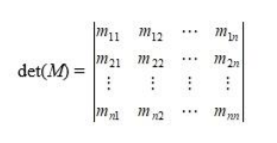 m₁₁ m₁₂ ⋯ m₁ₙ
det(M) = m₂₁ m₂₂ ⋯ m₂ₙ
⋮ ⋮ ⋮ ⋮
mₙ₁ mₙ₂ ⋯ mₙₙ